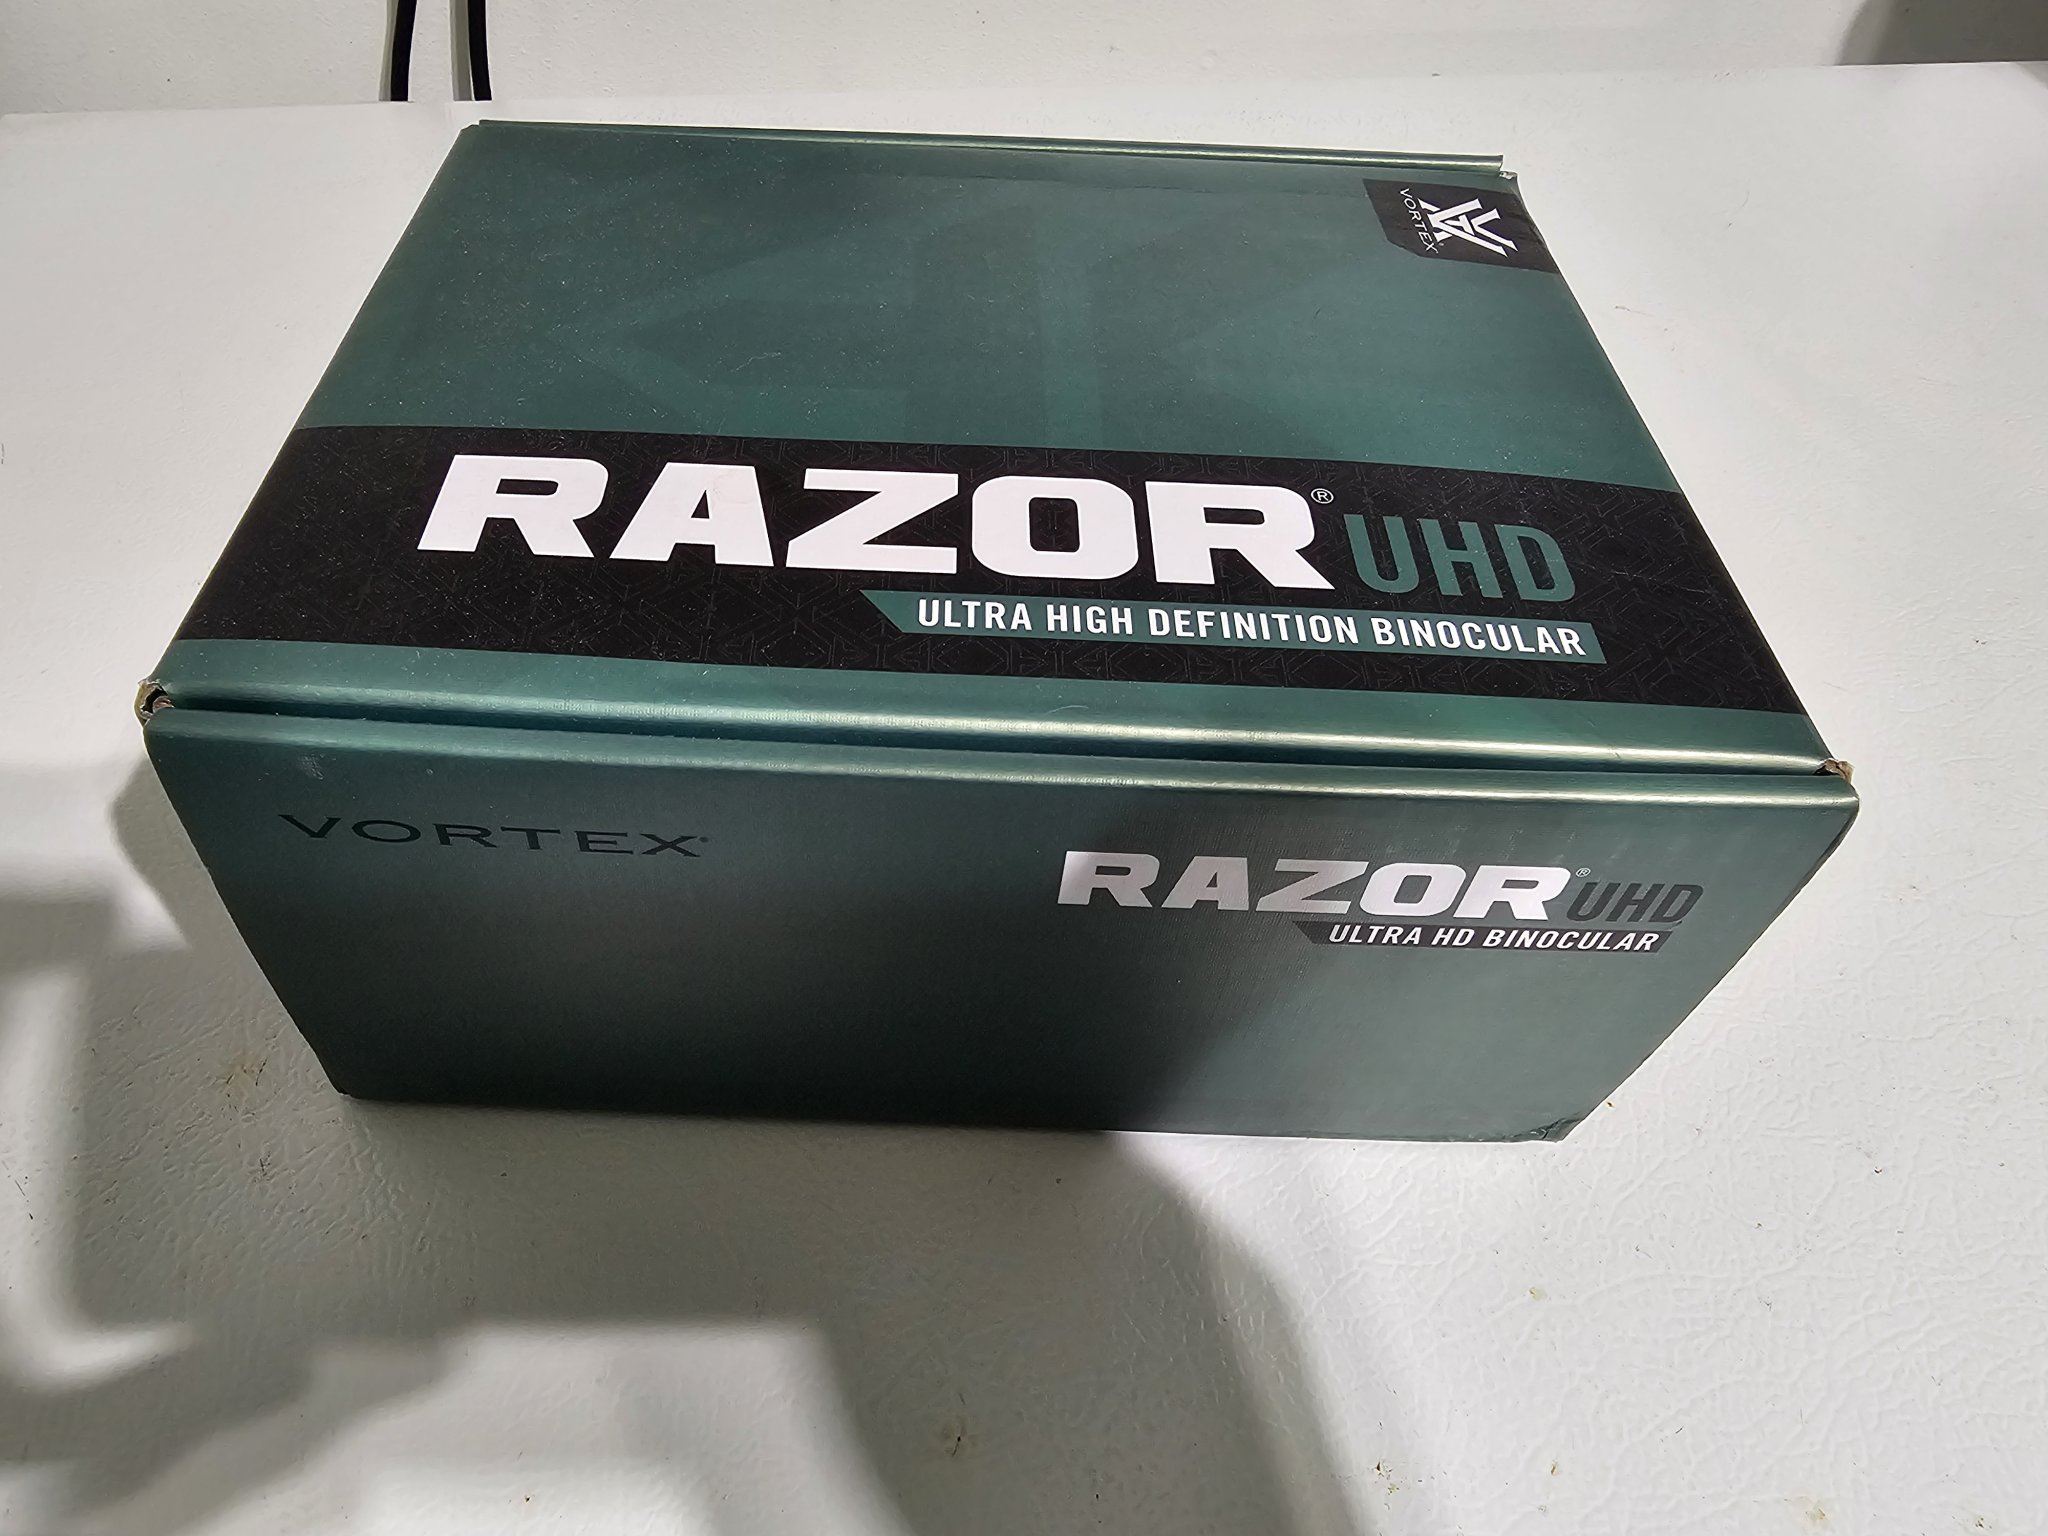 VORTEX
RAZOR® UHD
ULTRA HIGH DEFINITION BINOCULAR
VORTEX®
RAZOR® UHD
ULTRA HD BINOCULAR